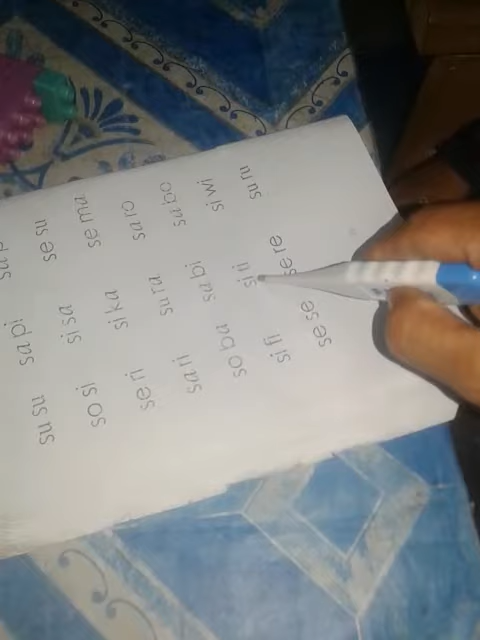 su su sa pi
so si si sa se su
se ri si ka se ma
sa ri su ra sa ro
so ba sa bi sa bo
si fi si ti si wi
se se se re su ru